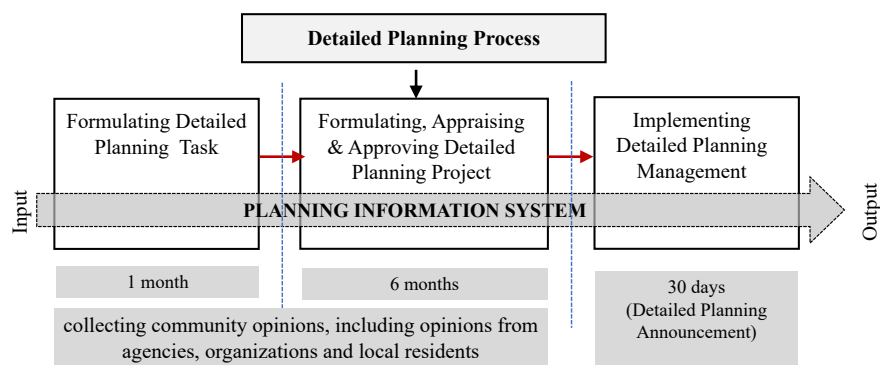 Detailed Planning Process
Formulating Detailed
Planning Task
Formulating, Appraising
& Approving Detailed
Planning Project
Implementing
Detailed Planning
Management
Input
PLANNING INFORMATION SYSTEM
Output
1 month
6 months
30 days
(Detailed Planning
Announcement)
collecting community opinions, including opinions from
agencies, organizations and local residents